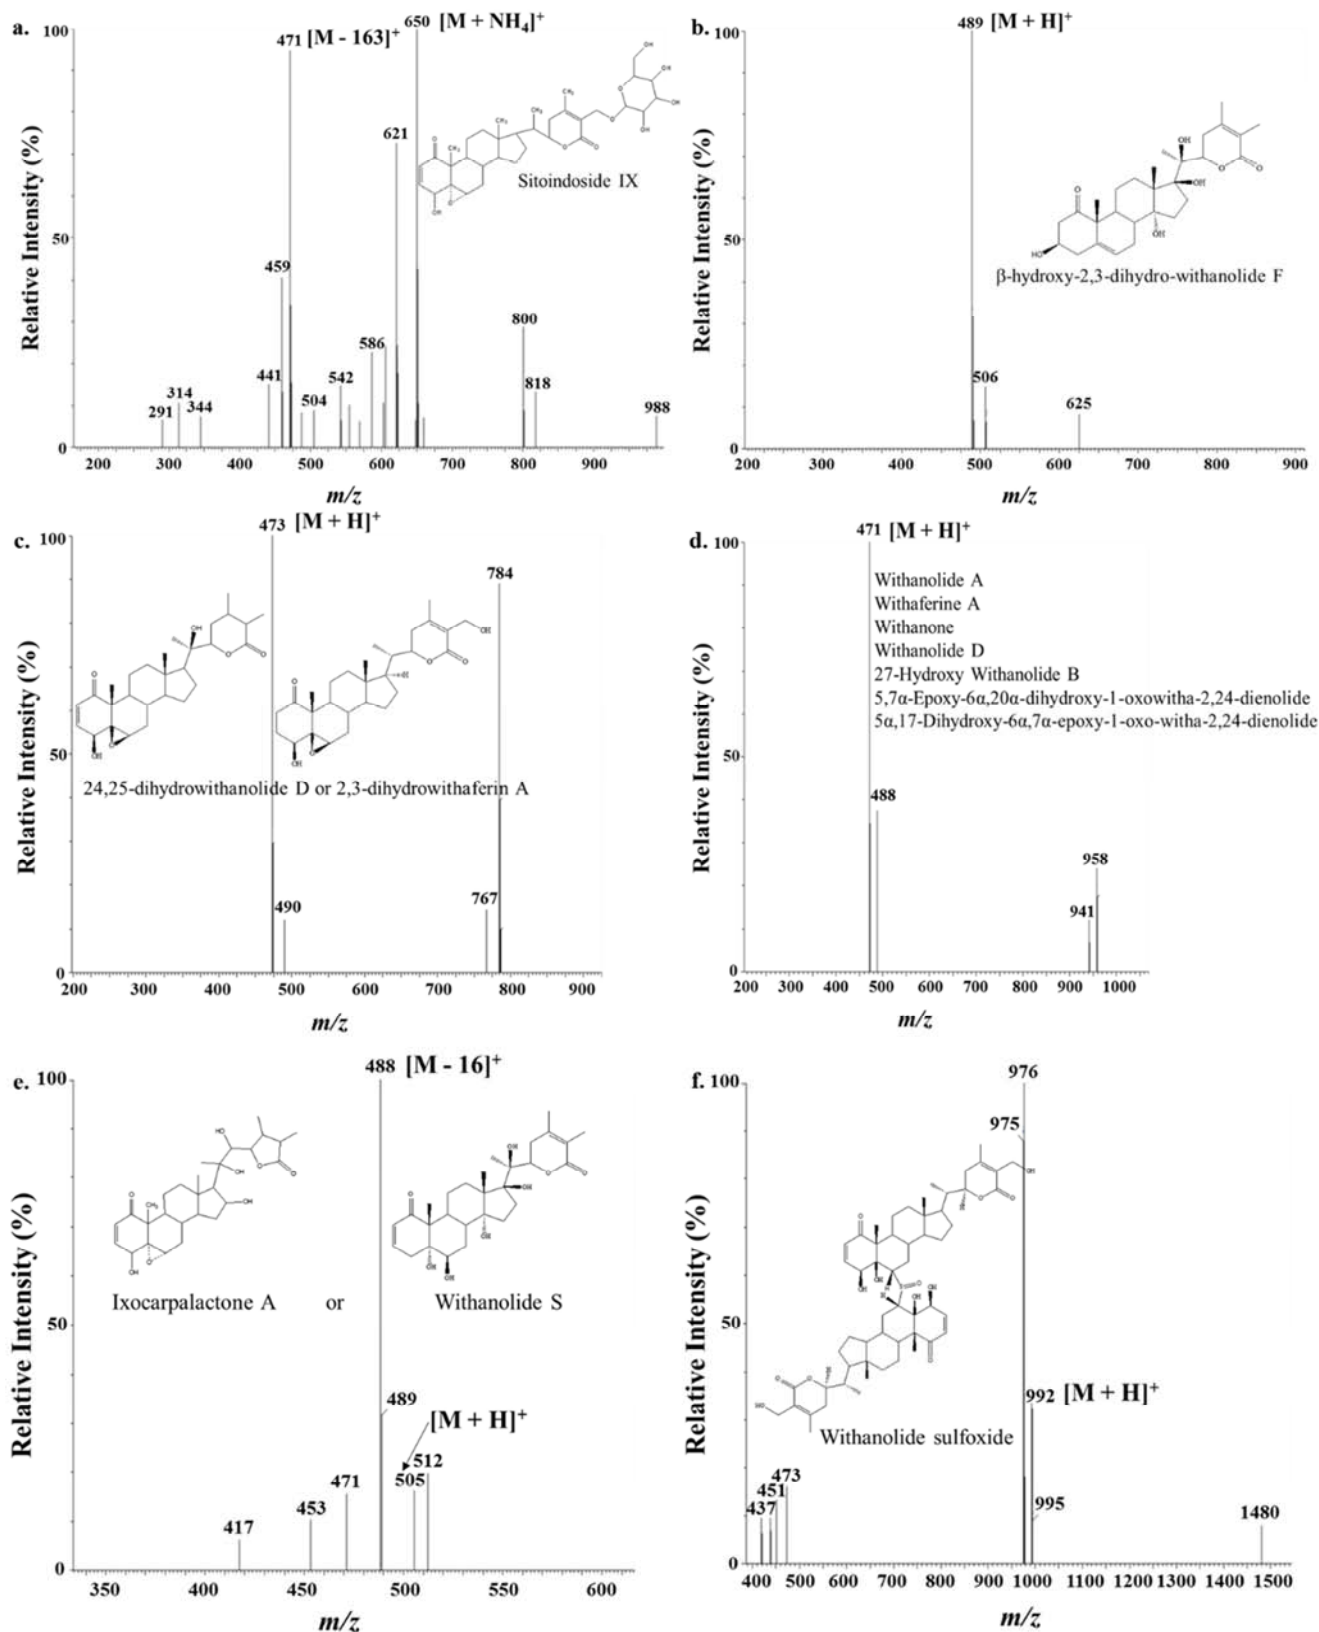 a.
100
50
0
Relative Intensity (%)
650 [M + NH4]+
471 [M - 163]+
621
459
441
291
314
344
504
542
586
800
818
988
Sitoindoside IX
200 300 400 500 600 700 800 900
m/z
b.
100
50
0
Relative Intensity (%)
489 [M + H]+
506
625
β-hydroxy-2,3-dihydro-withanolide F
200 300 400 500 600 700 800 900
m/z
c.
100
50
0
Relative Intensity (%)
473 [M + H]+
784
490
767
24,25-dihydrowithanolide D or 2,3-dihydrowithaferin A
200 300 400 500 600 700 800 900
m/z
d.
100
50
0
Relative Intensity (%)
471 [M + H]+
Withanolide A
Withaferine A
Withanone
Withanolide D
27-Hydroxy Withanolide B
5,7α-Epoxy-6α,20α-dihydroxy-1-oxowitha-2,24-dienolide
5α,17-Dihydroxy-6α,7α-epoxy-1-oxo-witha-2,24-dienolide
488
958
941
200 300 400 500 600 700 800 900 1000
m/z
e.
100
50
0
Relative Intensity (%)
488 [M - 16]+
Ixocarpalactone A or Withanolide S
489
[M + H]+
505
512
471
453
417
350 400 450 500 550 600
m/z
f.
100
50
0
Relative Intensity (%)
976
975
992 [M + H]+
995
Withanolide sulfoxide
473
451
437
1480
400 500 600 700 800 900 1000 1100 1200 1300 1400 1500
m/z